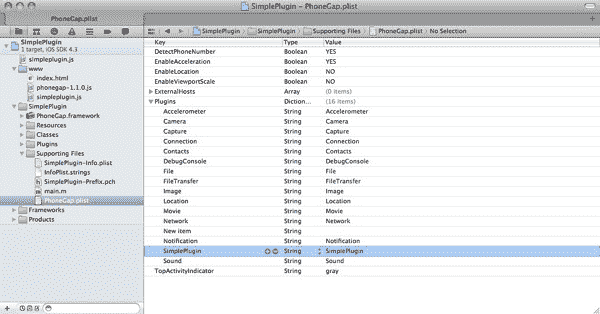 SimplePlugin – PhoneGap.plist
PhoneGap.plist
SimplePlugin
1 target, iOS SDK 4.3
simpleplugin.js
www
index.html
phonegap-1.1.0.js
simpleplugin.js
SimplePlugin
PhoneGap.framework
Resources
Classes
Plugins
Supporting Files
SimplePlugin-Info.plist
InfoPlist.strings
SimplePlugin-Prefix.pch
main.m
PhoneGap.plist
Frameworks
Products
SimplePlugin SimplePlugin Supporting Files PhoneGap.plist No Selection
Key Type Value
DetectPhoneNumber Boolean YES
EnableAcceleration Boolean YES
EnableLocation Boolean NO
EnableViewportScale Boolean NO
ExternalHosts Array (0 items)
Plugins Diction... (16 items)
Accelerometer String Accelerometer
Camera String Camera
Capture String Capture
Connection String Connection
Contacts String Contacts
DebugConsole String DebugConsole
File String File
FileTransfer String FileTransfer
Image String Image
Location String Location
Movie String Movie
Network String Network
New item String
Notification String Notification
SimplePlugin String SimplePlugin
Sound String Sound
TopActivityIndicator String gray